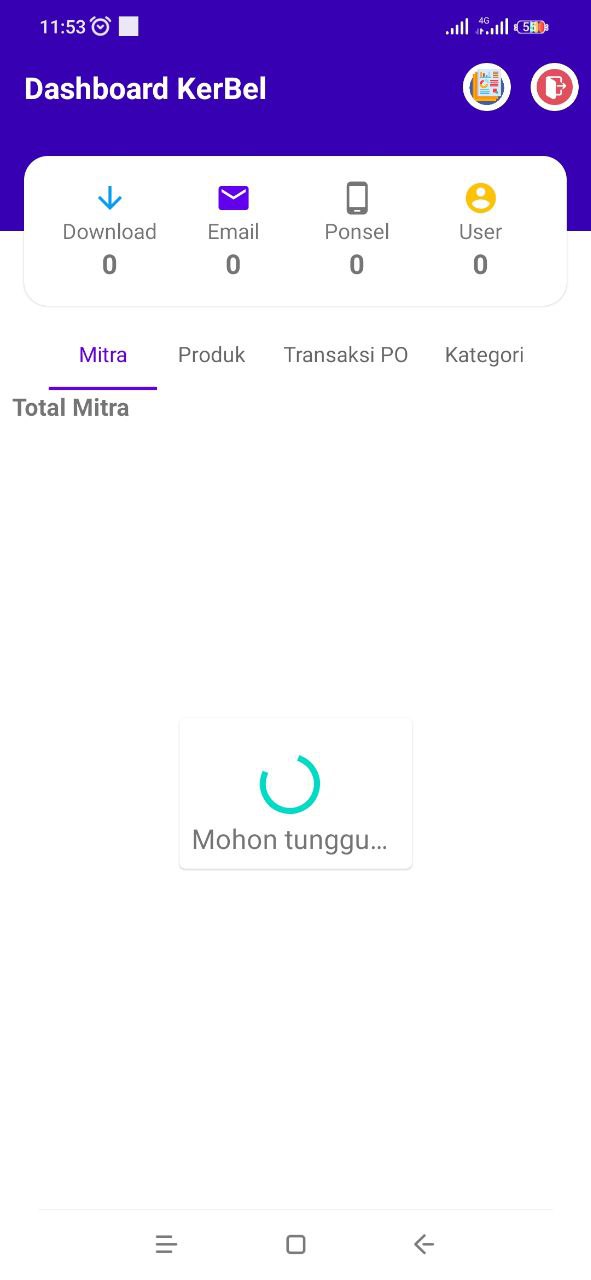 11:53
4G
Dashboard KerBel
Download
Email
Ponsel
User
0
0
0
0
Mitra
Produk
Transaksi PO
Kategori
Total Mitra
Mohon tunggu...